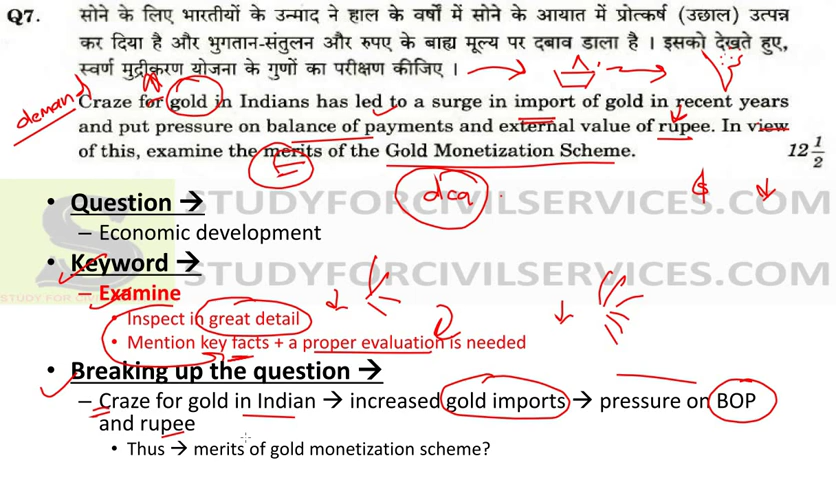 Q7. सोने के लिए भारतीयों के उन्माद ने हाल के वर्षों में सोने के आयात में प्रोत्कर्ष (उछाल) उत्पन्न
कर दिया है और भुगतान-संतुलन और रुपए के बाह्य मूल्य पर दबाव डाला है । इसको देखते हुए,
स्वर्ण मुद्रीकरण योजना के गुणों का परीक्षण कीजिए ।
demand
Craze for gold in Indians has led to a surge in import of gold in recent years
and put pressure on balance of payments and external value of rupee. In view
of this, examine the merits of the Gold Monetization Scheme. 12 1/2
$
STUDYFORCIVILSERVICES.COM
• Question →
– Economic development
• Keyword →
STUDYFORCIVILSERVICES.COM
– Examine
• Inspect in great detail
• Mention key facts + a proper evaluation is needed
• Breaking up the question →
– Craze for gold in Indian → increased gold imports → pressure on BOP
and rupee
• Thus → merits of gold monetization scheme?